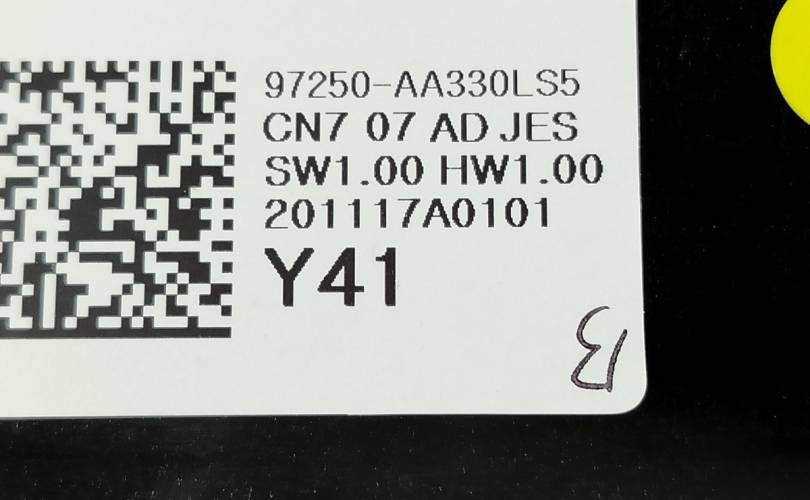 97250-AA330LS5
CN7 07 AD JES
SW1.00 HW1.00
201117A0101
Y41
B